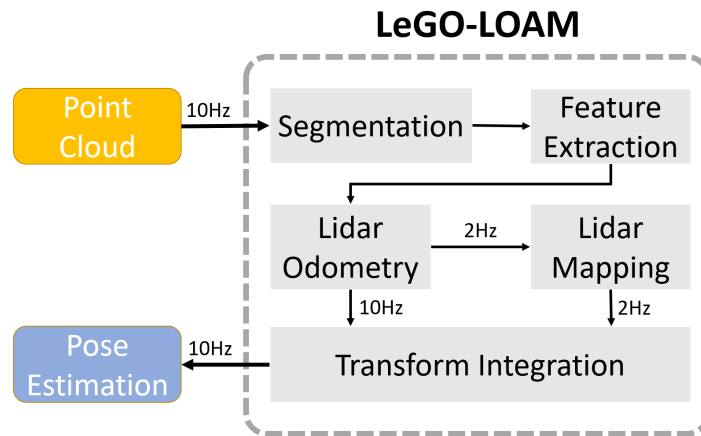 LeGO-LOAM
Point
Cloud
10Hz
Segmentation
Feature
Extraction
Lidar
Odometry
2Hz
Lidar
Mapping
10Hz
2Hz
Pose
Estimation
10Hz
Transform Integration